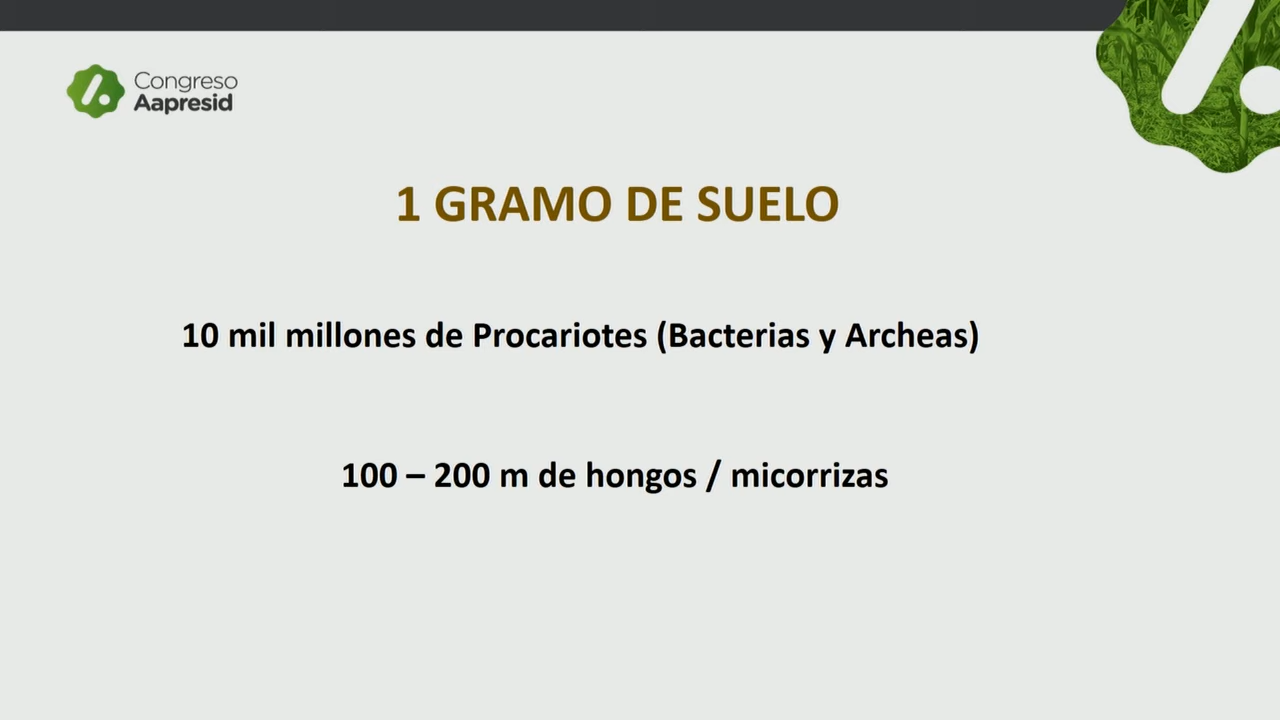 Congreso
Aapresid
1 GRAMO DE SUELO
10 mil millones de Procariotes (Bacterias y Archeas)
100 – 200 m de hongos / micorrizas